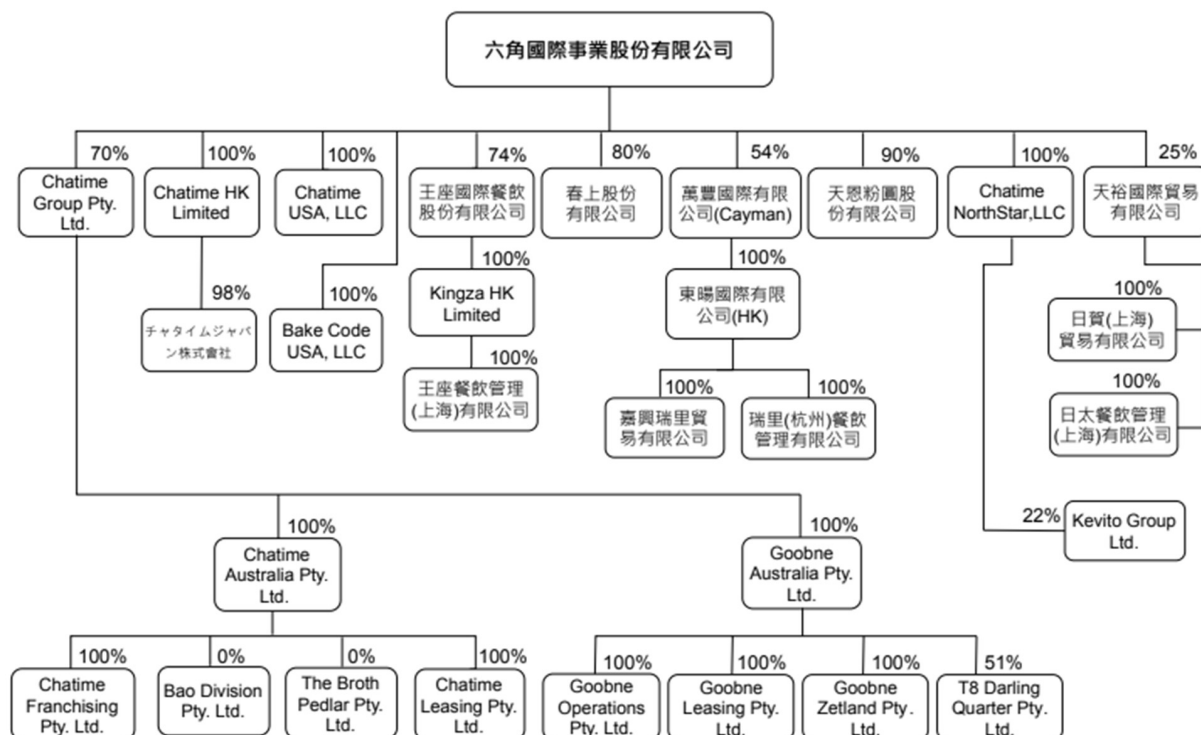 六角國際事業股份有限公司
70%
100%
100%
74%
80%
54%
90%
100%
25%
Chatime
Group Pty.
Ltd.
Chatime HK
Limited
Chatime
USA, LLC
王座國際餐飲
股份有限公司
春上股份
有限公司
萬豐國際有限
公司(Cayman)
天恩粉圓股
份有限公司
Chatime
NorthStar,LLC
天裕國際貿易
有限公司
98%
チャタイムジャパ
ン株式會社
100%
Bake Code
USA, LLC
100%
Kingza HK
Limited
100%
東暘國際有限
公司(HK)
100%
日賀(上海)
貿易有限公司
100%
王座餐飲管理
(上海)有限公司
100%
嘉興瑞里貿
易有限公司
100%
瑞里(杭州)餐飲
管理有限公司
100%
日太餐飲管理
(上海)有限公司
22%
Kevito Group
Ltd.
100%
Chatime
Australia Pty.
Ltd.
100%
Goobne
Australia Pty.
Ltd.
100%
Chatime
Franchising
Pty. Ltd.
0%
Bao Division
Pty. Ltd.
0%
The Broth
Pedlar Pty.
Ltd.
100%
Chatime
Leasing Pty.
Ltd.
100%
Goobne
Operations
Pty. Ltd.
100%
Goobne
Leasing Pty.
Ltd.
100%
Goobne
Zetland Pty.
Ltd.
51%
T8 Darling
Quarter Pty.
Ltd.